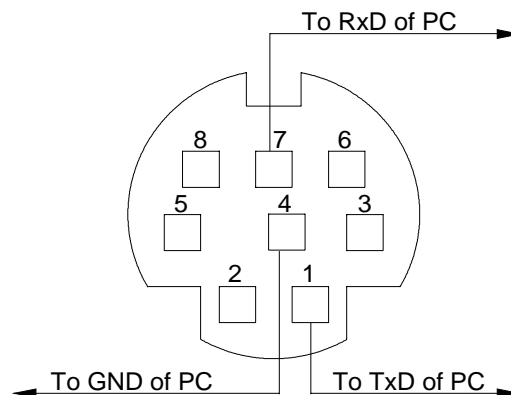 To RxD of PC
8 7 6
5 4 3
2 1
To GND of PC To TxD of PC